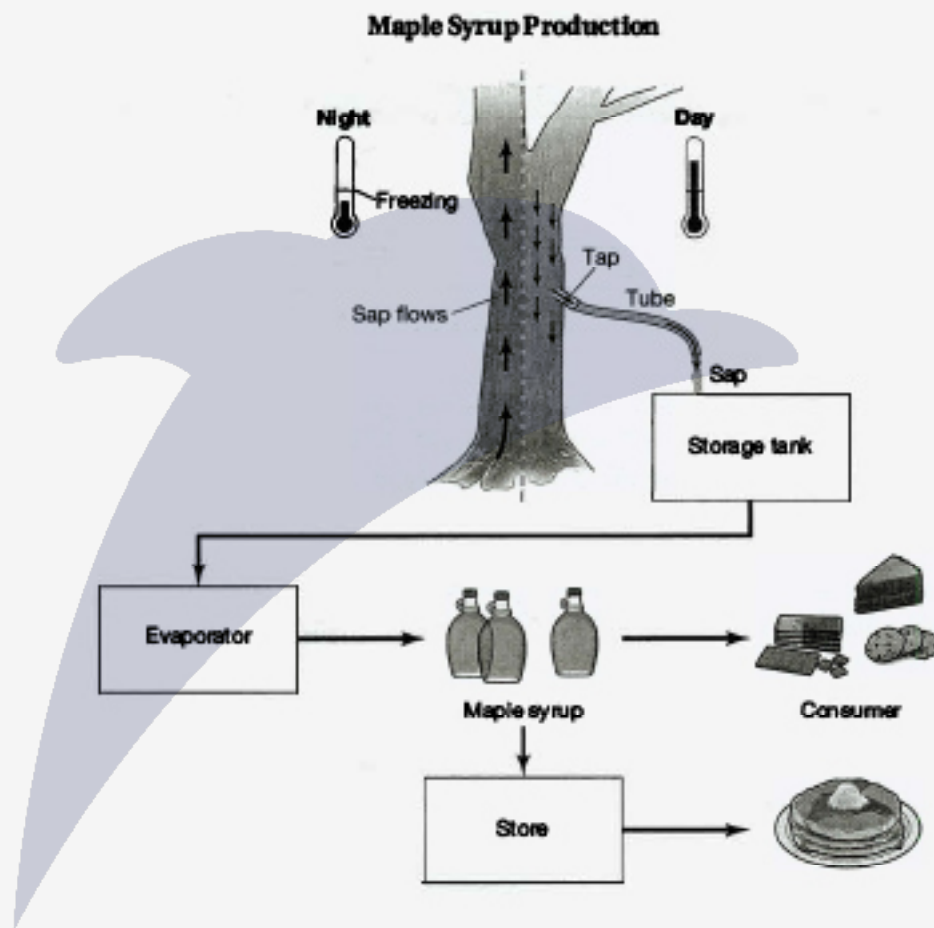 Maple Syrup Production
Night
Day
Freezing
Tap
Sap flows
Tube
Sap
Storage tank
Evaporator
Maple syrup
Consumer
Store